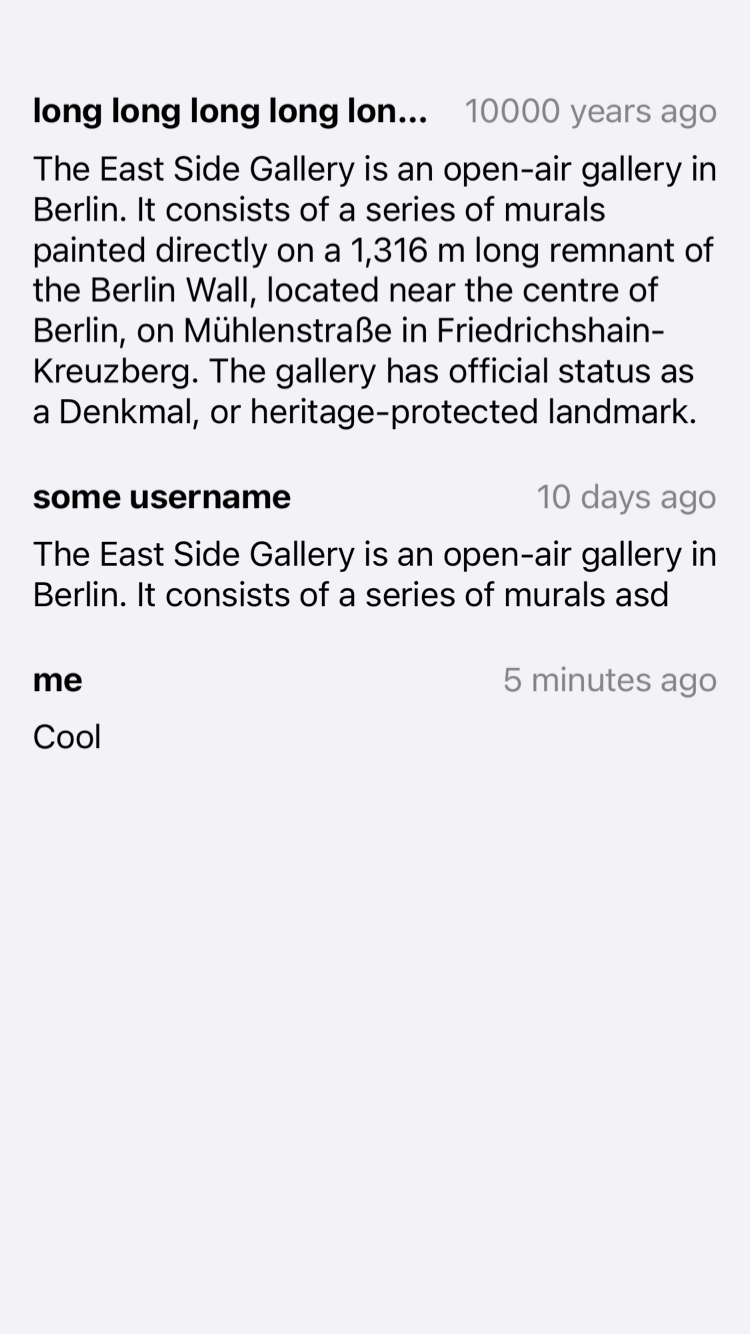 long long long long lon... 10000 years ago
The East Side Gallery is an open-air gallery in
Berlin. It consists of a series of murals
painted directly on a 1,316 m long remnant of
the Berlin Wall, located near the centre of
Berlin, on Mühlenstraße in Friedrichshain-
Kreuzberg. The gallery has official status as
a Denkmal, or heritage-protected landmark.
some username 10 days ago
The East Side Gallery is an open-air gallery in
Berlin. It consists of a series of murals asd
me 5 minutes ago
Cool